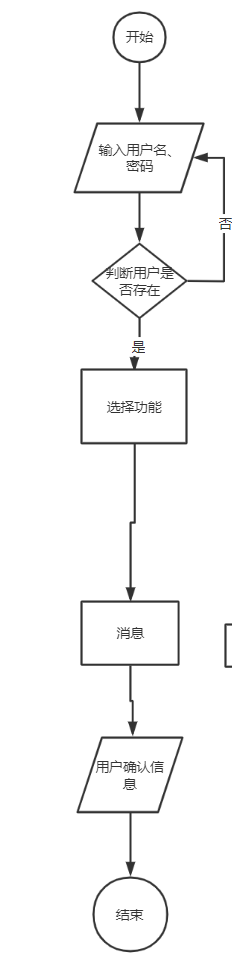 开始
输入用户名、
密码
判断用户是
否存在
否
是
选择功能
消息
用户确认信
息
结束